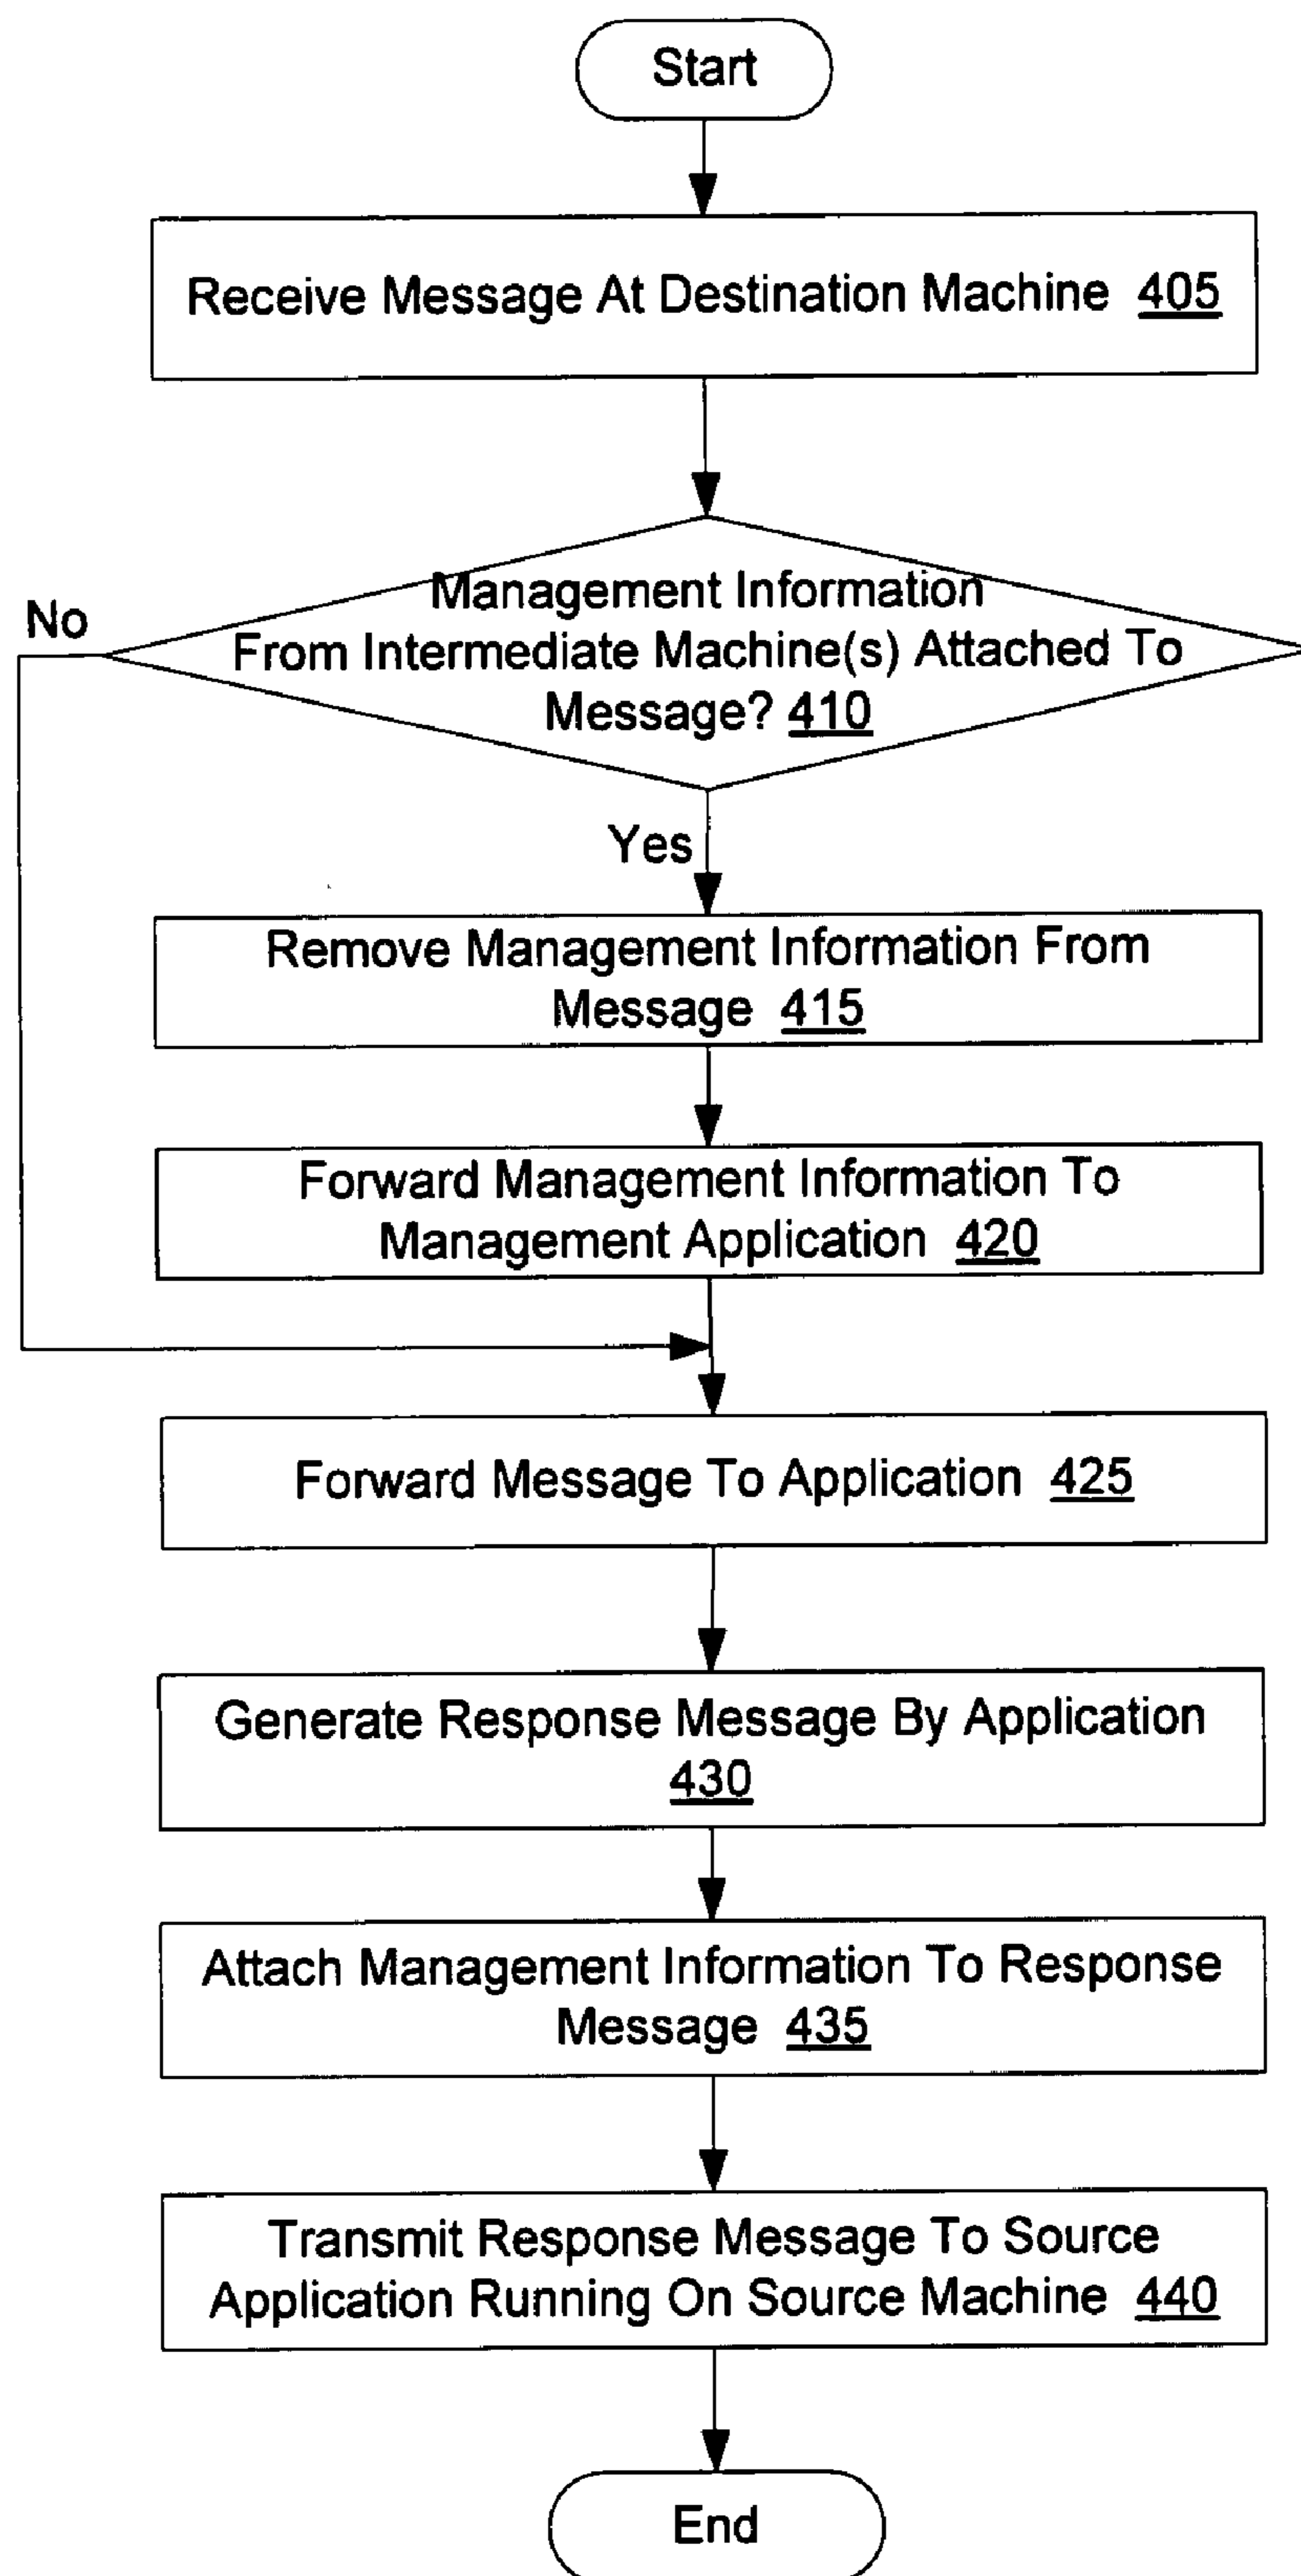 Start
Receive Message At Destination Machine 405
Management Information
From Intermediate Machine(s) Attached To
Message? 410
No
Yes
Remove Management Information From
Message 415
Forward Management Information To
Management Application 420
Forward Message To Application 425
Generate Response Message By Application
430
Attach Management Information To Response
Message 435
Transmit Response Message To Source
Application Running On Source Machine 440
End